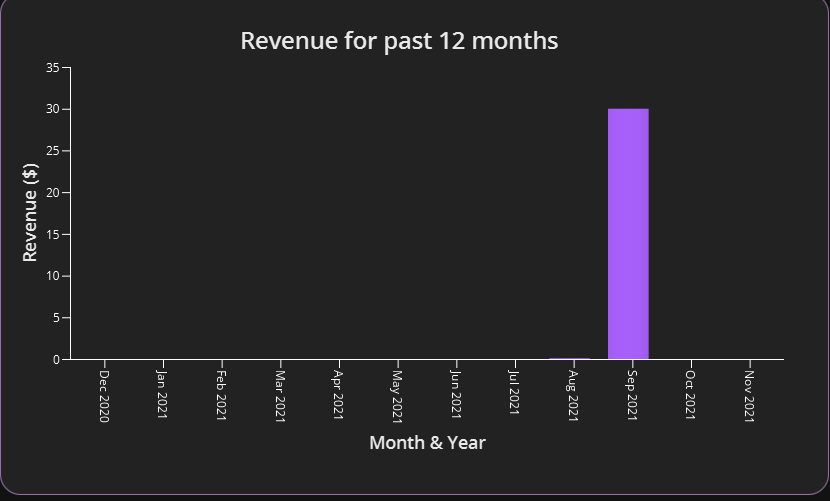 Revenue for past 12 months
Revenue ($)
35
30
25
20
15
10
5
0
Dec 2020
Jan 2021
Feb 2021
Mar 2021
Apr 2021
May 2021
Jun 2021
Jul 2021
Aug 2021
Sep 2021
Oct 2021
Nov 2021
Month & Year